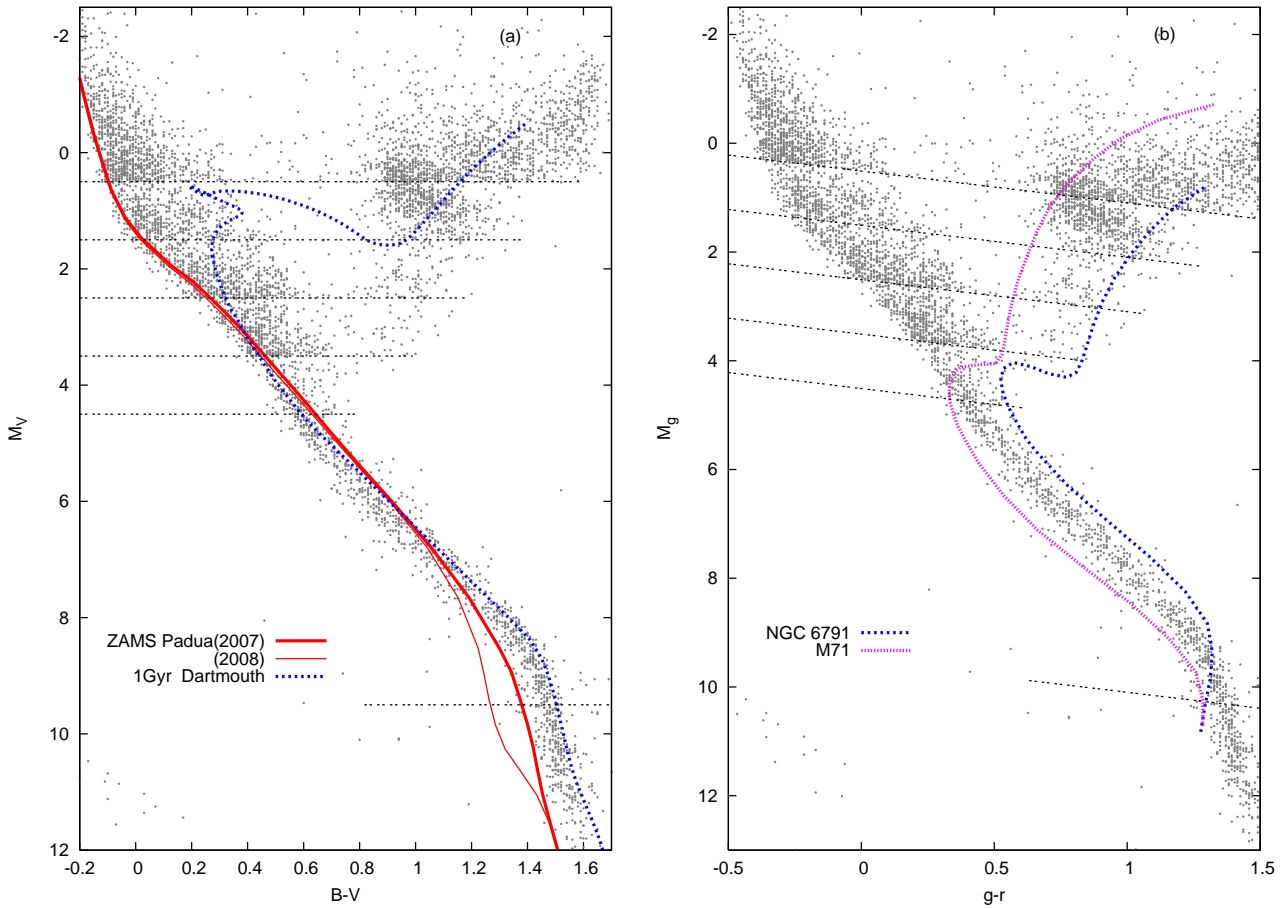 (a)
-2
0
2
4
6
8
10
12
M_V
-0.2 0 0.2 0.4 0.6 0.8 1 1.2 1.4 1.6
B-V
ZAMS Padua(2007)
(2008)
1Gyr Dartmouth
(b)
-2
0
2
4
6
8
10
12
M_g
-0.5 0 0.5 1 1.5
g-r
NGC 6791
M71